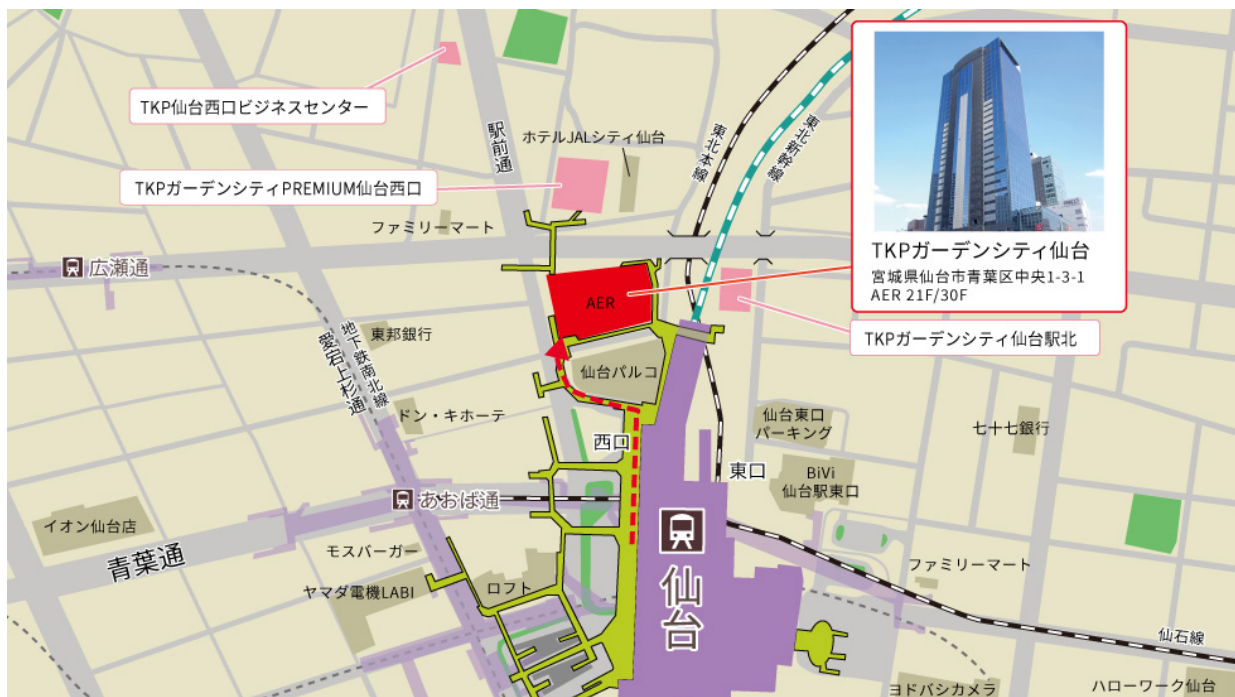 TKP仙台西口ビジネスセンター
駅前通
ホテルJALシティ仙台
東北本線
東北新幹線
TKPガーデンシティPREMIUM仙台西口
ファミリーマート
TKPガーデンシティ仙台
宮城県仙台市青葉区中央1-3-1
AER 21F/30F
広瀬通
AER
東邦銀行
TKPガーデンシティ仙台駅北
地下鉄南北線
愛宕上杉通
仙台パルコ
ドン・キホーテ
西口
仙台東口
パーキング
七十七銀行
東口
BiVi
仙台駅東口
あおば通
イオン仙台店
青葉通
モスバーガー
ヤマダ電機LABI
ロフト
仙台
ファミリーマート
仙石線
ヨドバシカメラ
ハローワーク仙台